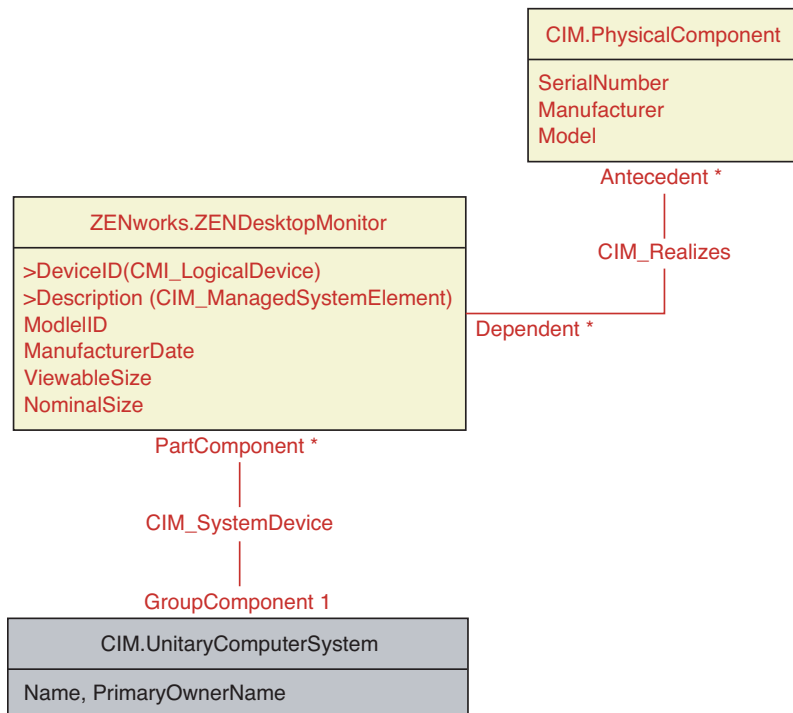 CIM.PhysicalComponent
SerialNumber
Manufacturer
Model
Antecedent *
CIM_Realizes
Dependent *
ZENworks.ZENDesktopMonitor
>DeviceID(CMI_LogicalDevice)
>Description (CIM_ManagedSystemElement)
ModleIID
ManufacturerDate
ViewableSize
NominalSize
PartComponent *
CIM_SystemDevice
GroupComponent 1
CIM.UnitaryComputerSystem
Name, PrimaryOwnerName